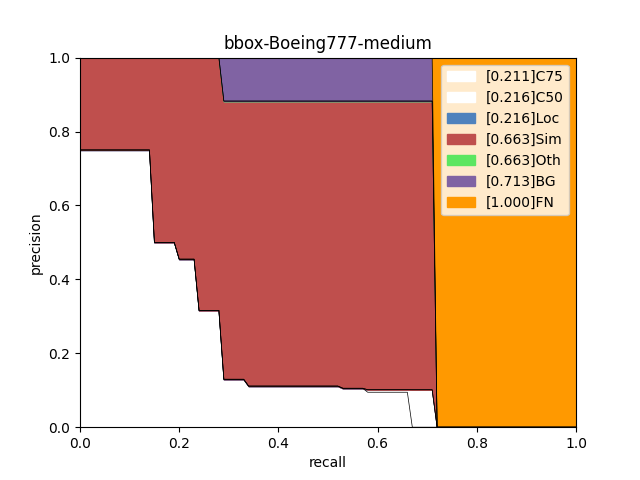 bbox-Boeing777-medium
1.0
0.8
0.6
0.4
0.2
0.0
precision
[0.211]C75
[0.216]C50
[0.216]Loc
[0.663]Sim
[0.663]Oth
[0.713]BG
[1.000]FN
0.0 0.2 0.4 0.6 0.8 1.0
recall